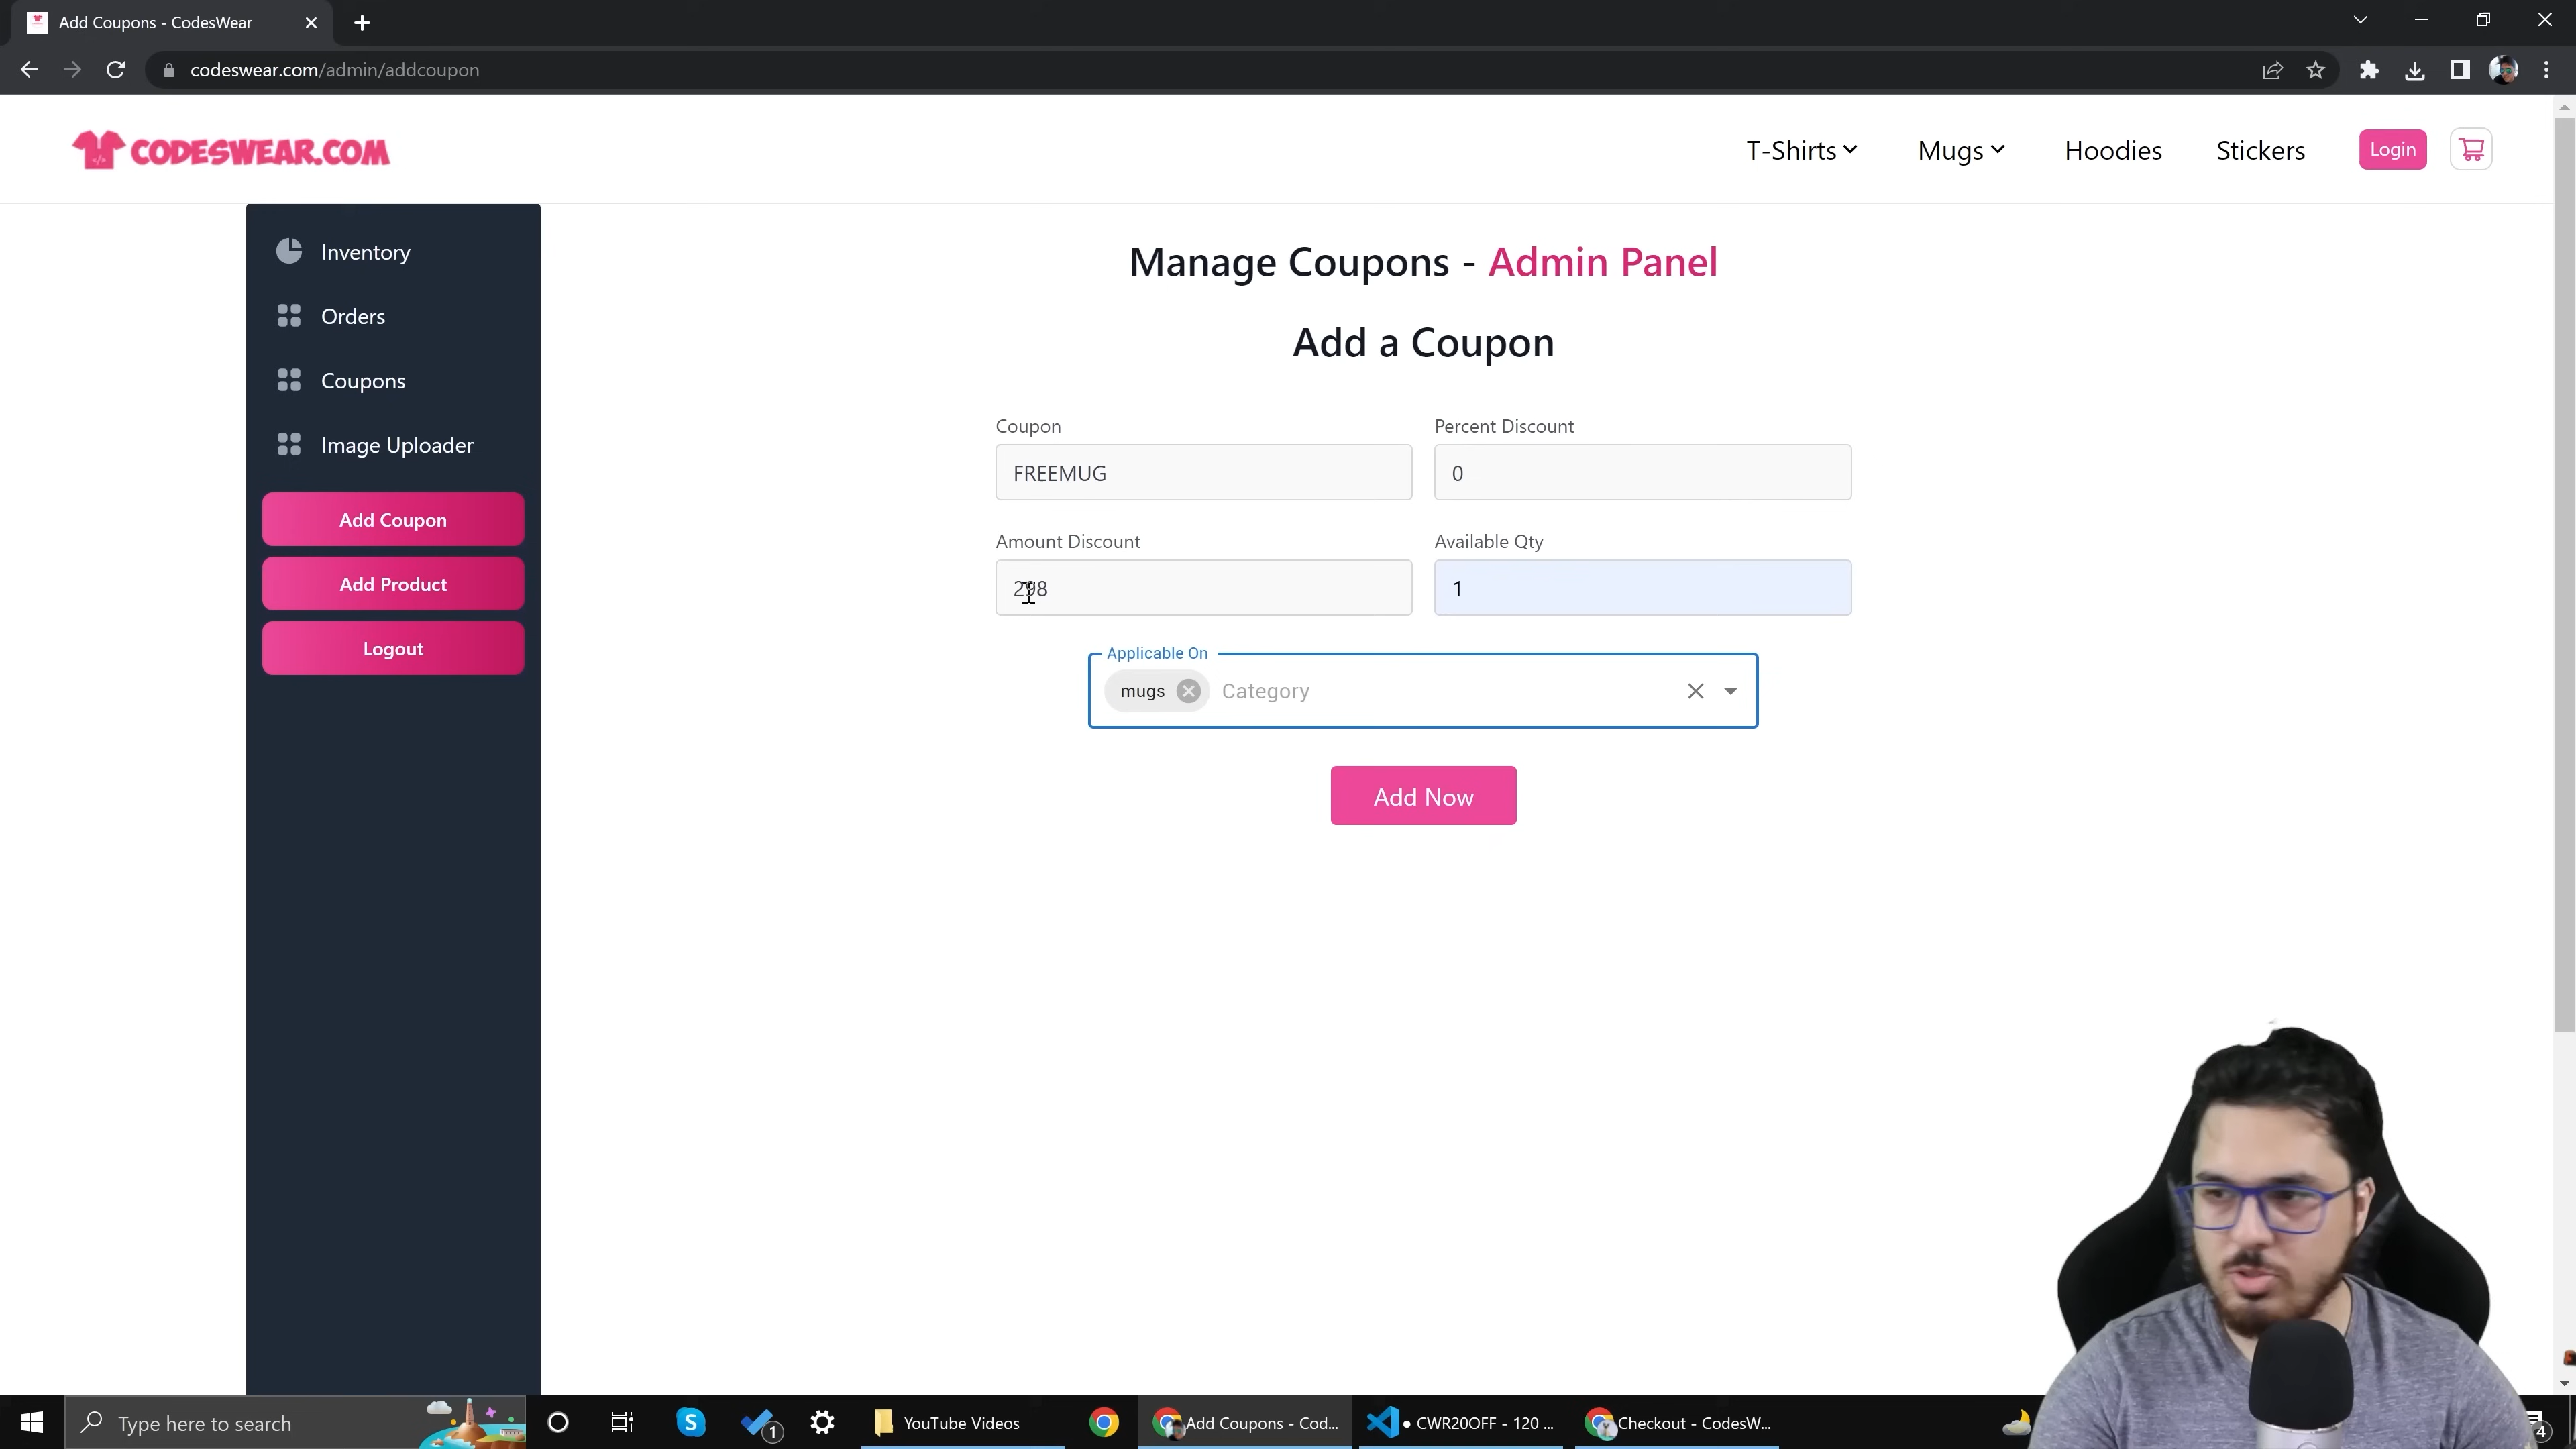 Add Coupons - CodesWear
codeswear.com/admin/addcoupon
CODESWEAR.COM
T-Shirts
Mugs
Hoodies
Stickers
Login
Inventory
Orders
Coupons
Image Uploader
Add Coupon
Add Product
Logout
Manage Coupons - Admin Panel
Add a Coupon
Coupon
Percent Discount
FREEMUG
0
Amount Discount
Available Qty
298
1
Applicable On
mugs
Category
Add Now
Type here to search
1
YouTube Videos
Add Coupons - Cod...
• CWR20OFF - 120 ...
Checkout - CodesW...
4